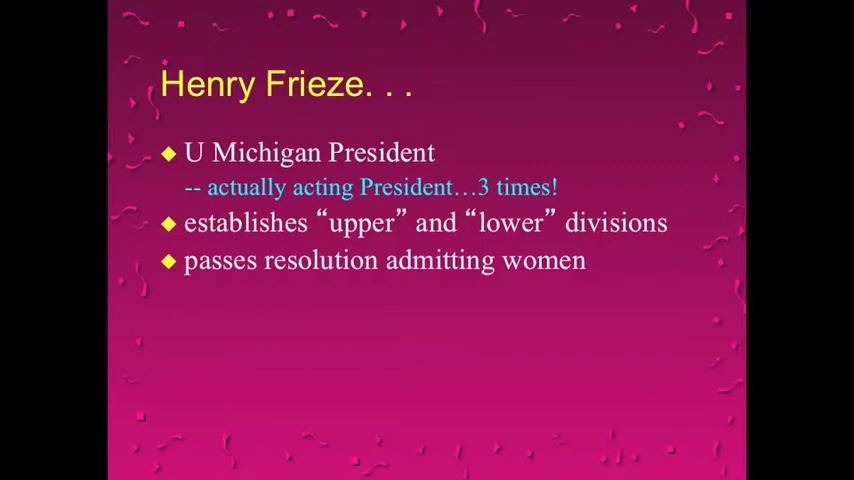 Henry Frieze. . .
U Michigan President
-- actually acting President…3 times!
establishes “upper” and “lower” divisions
passes resolution admitting women